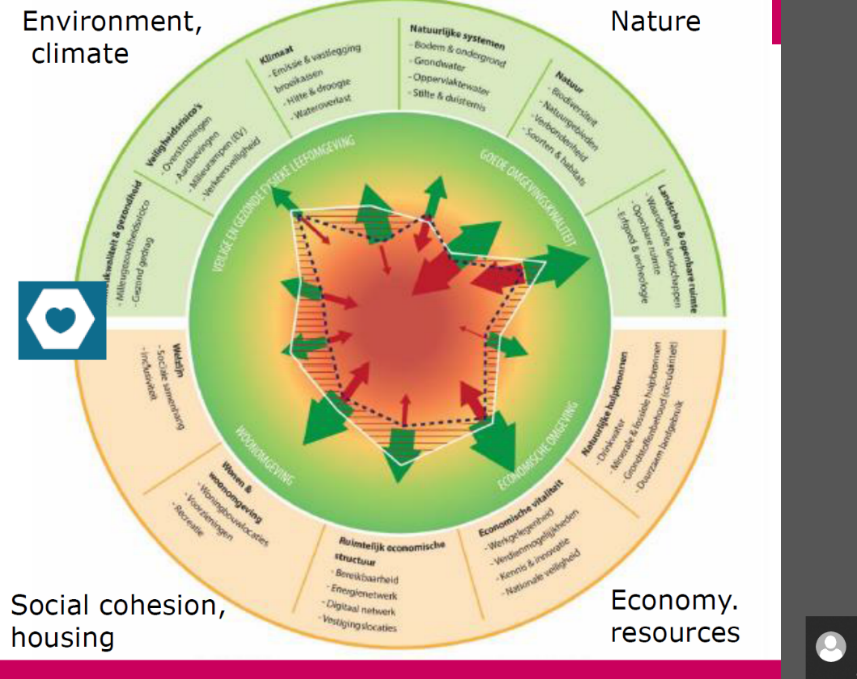 Environment,
climate
Nature
Klimaat
- Emissie & vastlegging
broeikassen
- Hitte & droogte
- Wateroverlast
Natuurlijke systemen
- Bodem & ondergrond
- Grondwater
- Oppervlaktewater
- Stilte & duisternis
Natuur
- Biodiversiteit
- Natuurgebieden
- Verbondenheid
- Soorten & habitats
Landschap & openbare ruimte
- Waardevolle landschappen
- Openbare ruimte
- Erfgoed & archeologie
Veiligheidsrisico's
- Overstromingen
- Aardbevingen
- Milieurampen (EV)
- Verkeersveiligheid
kwaliteit & gezondheid
- Milieugezondheidsrisico
- Gezond gedrag
VEILIGE EN GEZONDE FYSIEKE LEEFOMGEVING
GOEDE OMGEVINGSKWALITEIT
WOONOMGEVING
ECONOMISCHE OMGEVING
Welzijn
- Sociale samenhang
- Inclusiviteit
Wonen &
woonomgeving
- Woningbouwlocaties
- Voorzieningen
- Recreatie
Ruimtelijk economische
structuur
- Bereikbaarheid
- Energienetwerk
- Digitaal netwerk
- Vestigingslocaties
Economische vitaliteit
- Werkgelegenheid
- Verdienmogelijkheden
- Kennis & innovatie
- Nationale veiligheid
Natuurlijke hulpbronnen
- Drinkwater
- Minerale & fossiele hulpbronnen
- Grondstoffenbehoud (circulariteit)
- Duurzaam landgebruik
Social cohesion,
housing
Economy.
resources